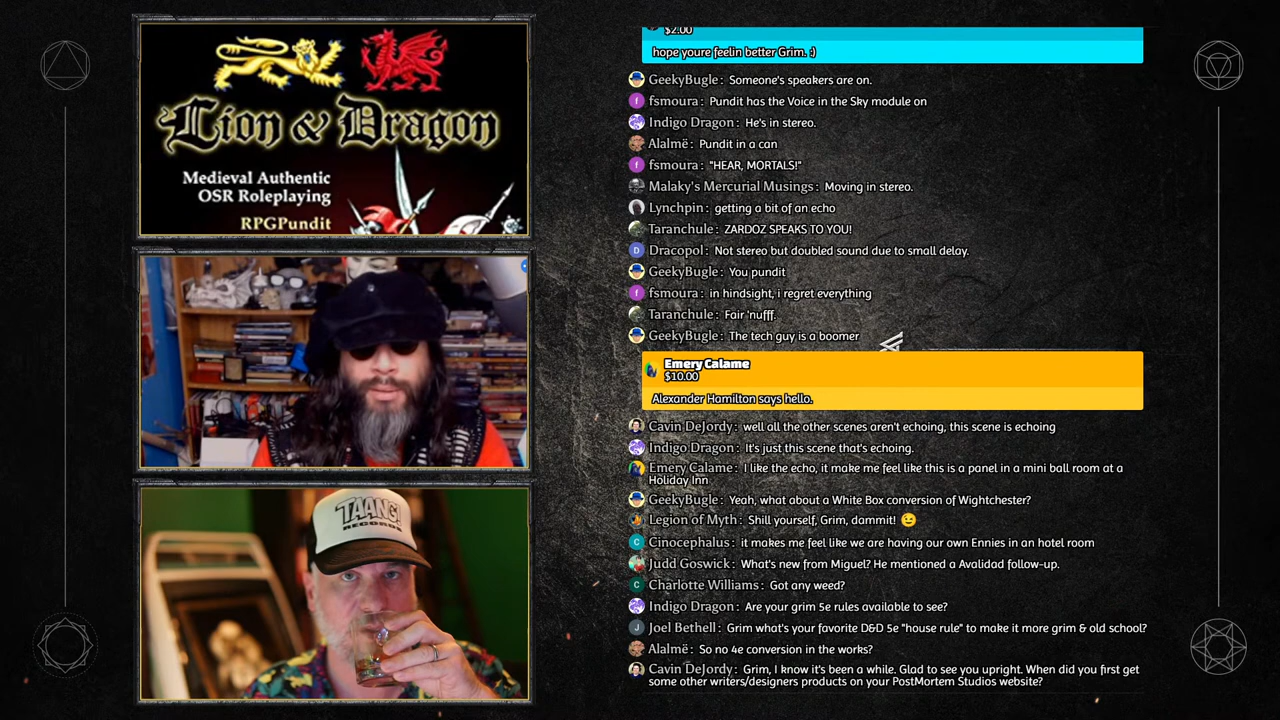 Lion & Dragon
Medieval Authentic
OSR Roleplaying
RPGPundit
TAANG!
RECORDS
$2.00
hope youre feelin better Grim. :)
GeekyBugle: Someone's speakers are on.
fsmoura: Pundit has the Voice in the Sky module on
Indigo Dragon: He's in stereo.
Alalmë: Pundit in a can
fsmoura: "HEAR, MORTALS!"
Malaky's Mercurial Musings: Moving in stereo.
Lynchpin: getting a bit of an echo
Taranchule: ZARDOZ SPEAKS TO YOU!
Dracopol: Not stereo but doubled sound due to small delay.
GeekyBugle: You pundit
fsmoura: in hindsight, i regret everything
Taranchule: Fair 'nufff.
GeekyBugle: The tech guy is a boomer
Emery Calame
$10.00
Alexander Hamilton says hello.
Cavin DeJordy: well all the other scenes aren't echoing, this scene is echoing
Indigo Dragon: It's just this scene that's echoing.
Emery Calame: I like the echo, it make me feel like this is a panel in a mini ball room at a
Holiday Inn
GeekyBugle: Yeah, what about a White Box conversion of Wightchester?
Legion of Myth: Shill yourself, Grim, dammit! 😉
Cinocephalus: it makes me feel like we are having our own Ennies in an hotel room
Judd Goswick: What's new from Miguel? He mentioned a Avalidad follow-up.
Charlotte Williams: Got any weed?
Indigo Dragon: Are your grim 5e rules available to see?
Joel Bethell: Grim what's your favorite D&D 5e "house rule" to make it more grim & old school?
Alalmë: So no 4e conversion in the works?
Cavin DeJordy: Grim, I know it's been a while. Glad to see you upright. When did you first get
some other writers/designers products on your PostMortem Studios website?